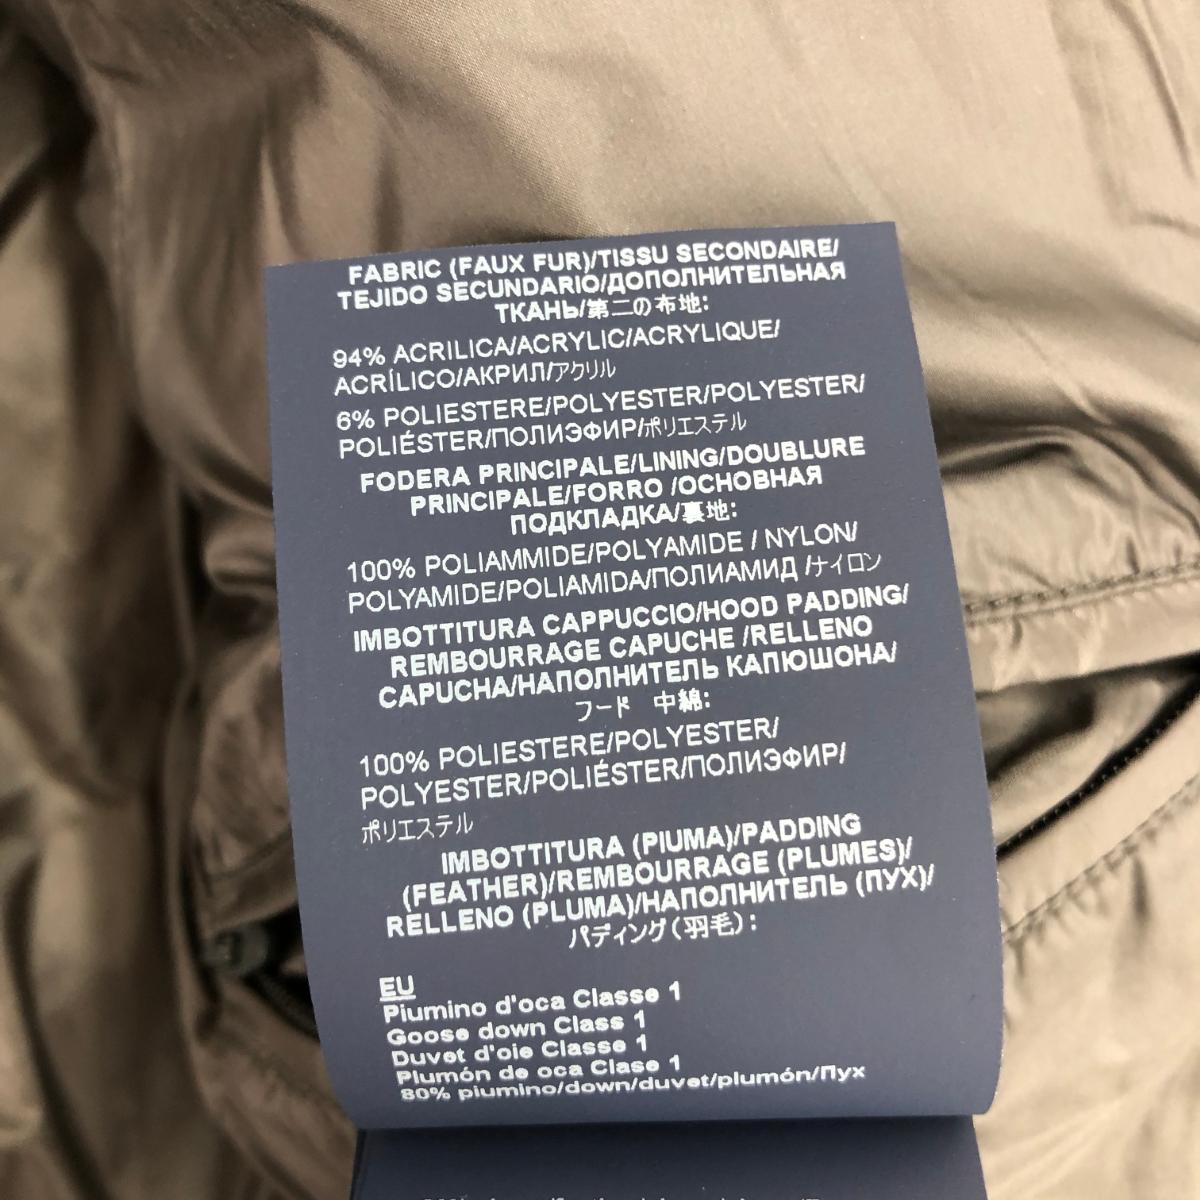 FABRIC (FAUX FUR)/TISSU SECONDAIRE/
TEJIDO SECUNDARIO/ДОПОЛНИТЕЛЬНАЯ
ТКАНЬ/第二の布地:
94% ACRILICA/ACRYLIC/ACRYLIQUE/
ACRÍLICO/АКРИЛ/アクリル
6% POLIESTERE/POLYESTER/POLYESTER/
POLIÉSTER/ПОЛИЭФИР/ポリエステル
FODERA PRINCIPALE/LINING/DOUBLURE
PRINCIPALE/FORRO /ОСНОВНАЯ
ПОДКЛАДКА/裏地:
100% POLIAMMIDE/POLYAMIDE / NYLON/
POLYAMIDE/POLIAMIDA/ПОЛИАМИД /ナイロン
IMBOTTITURA CAPPUCCIO/HOOD PADDING/
REMBOURRAGE CAPUCHE /RELLENO
CAPUCHA/НАПОЛНИТЕЛЬ КАПЮШОНА/
フード 中綿:
100% POLIESTERE/POLYESTER/
POLYESTER/POLIÉSTER/ПОЛИЭФИР/
ポリエステル
IMBOTTITURA (PIUMA)/PADDING
(FEATHER)/REMBOURRAGE (PLUMES)/
RELLENO (PLUMA)/НАПОЛНИТЕЛЬ (ПУХ)/
パディング(羽毛):
EU
Piumino d'oca Classe 1
Goose down Class 1
Duvet d'oie Classe 1
Plumón de oca Clase 1
80% piumino/down/duvet/plumón/Пух